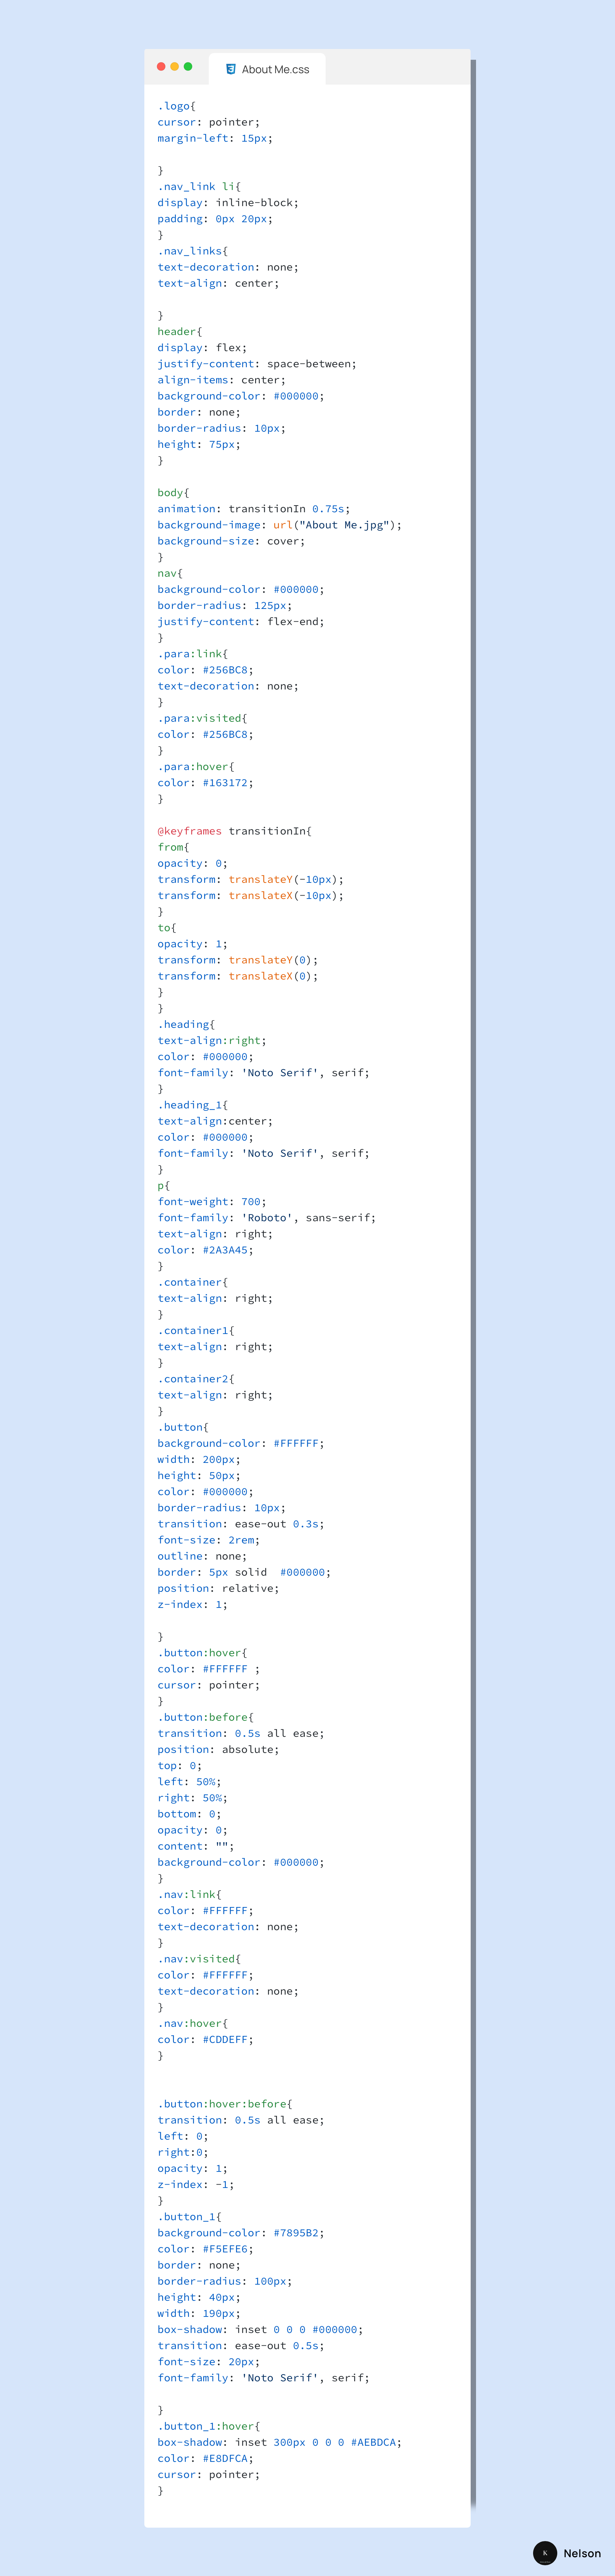 About Me.css
.logo{
cursor: pointer;
margin-left: 15px;
}
.nav_link li{
display: inline-block;
padding: 0px 20px;
}
.nav_links{
text-decoration: none;
text-align: center;
}
header{
display: flex;
justify-content: space-between;
align-items: center;
background-color: #000000;
border: none;
border-radius: 10px;
height: 75px;
}
body{
animation: transitionIn 0.75s;
background-image: url("About Me.jpg");
background-size: cover;
}
nav{
background-color: #000000;
border-radius: 125px;
justify-content: flex-end;
}
.para:link{
color: #256BC8;
text-decoration: none;
}
.para:visited{
color: #256BC8;
}
.para:hover{
color: #163172;
}
@keyframes transitionIn{
from{
opacity: 0;
transform: translateY(-10px);
transform: translateX(-10px);
}
to{
opacity: 1;
transform: translateY(0);
transform: translateX(0);
}
}
.heading{
text-align:right;
color: #000000;
font-family: 'Noto Serif', serif;
}
.heading_1{
text-align:center;
color: #000000;
font-family: 'Noto Serif', serif;
}
p{
font-weight: 700;
font-family: 'Roboto', sans-serif;
text-align: right;
color: #2A3A45;
}
.container{
text-align: right;
}
.container1{
text-align: right;
}
.container2{
text-align: right;
}
.button{
background-color: #FFFFFF;
width: 200px;
height: 50px;
color: #000000;
border-radius: 10px;
transition: ease-out 0.3s;
font-size: 2rem;
outline: none;
border: 5px solid  #000000;
position: relative;
z-index: 1;
}
.button:hover{
color: #FFFFFF ;
cursor: pointer;
}
.button:before{
transition: 0.5s all ease;
position: absolute;
top: 0;
left: 50%;
right: 50%;
bottom: 0;
opacity: 0;
content: "";
background-color: #000000;
}
.nav:link{
color: #FFFFFF;
text-decoration: none;
}
.nav:visited{
color: #FFFFFF;
text-decoration: none;
}
.nav:hover{
color: #CDDEFF;
}
.button:hover:before{
transition: 0.5s all ease;
left: 0;
right:0;
opacity: 1;
z-index: -1;
}
.button_1{
background-color: #7895B2;
color: #F5EFE6;
border: none;
border-radius: 100px;
height: 40px;
width: 190px;
box-shadow: inset 0 0 0 #000000;
transition: ease-out 0.5s;
font-size: 20px;
font-family: 'Noto Serif', serif;
}
.button_1:hover{
box-shadow: inset 300px 0 0 0 #AEBDCA;
color: #E8DFCA;
cursor: pointer;
}
K
Nelson